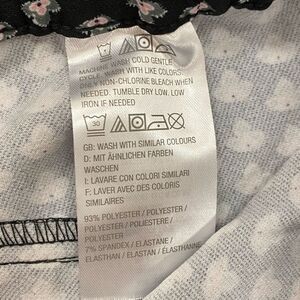 MACHINE WASH COLD GENTLE
CYCLE. WASH WITH LIKE COLORS
ONLY NON-CHLORINE BLEACH WHEN
NEEDED. TUMBLE DRY LOW. LOW
IRON IF NEEDED
30
GB: WASH WITH SIMILAR COLOURS
D: MIT ÄHNLICHEN FARBEN
WASCHEN
I: LAVARE CON COLORI SIMILARI
F: LAVER AVEC DES COLORIS
SIMILAIRES
93% POLYESTER / POLYESTER /
POLYESTER / POLIESTERE /
POLYESTER
7% SPANDEX / ELASTANE /
ELASTHAN / ELASTAN / ÉLASTHANNE